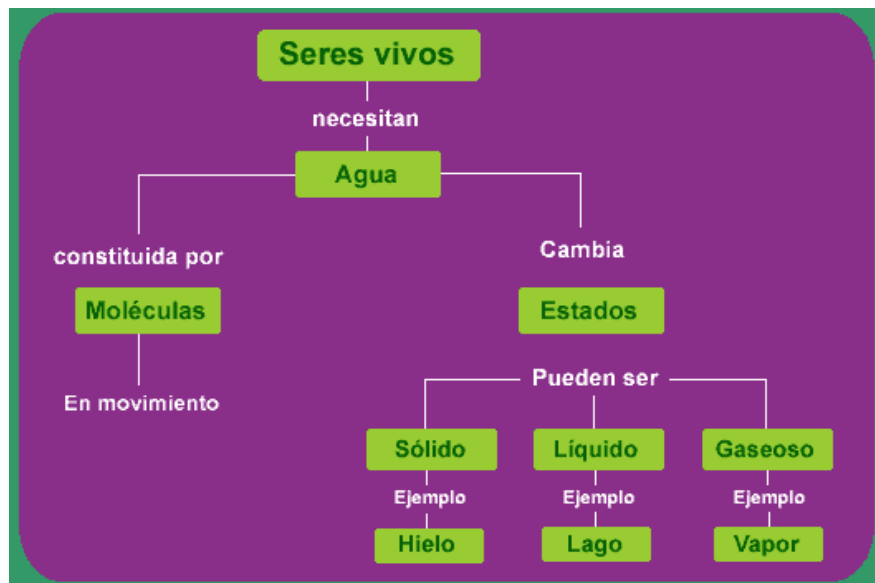 Seres vivos
necesitan
Agua
constituida por
Cambia
Moléculas
Estados
En movimiento
Pueden ser
Sólido
Líquido
Gaseoso
Ejemplo
Ejemplo
Ejemplo
Hielo
Lago
Vapor